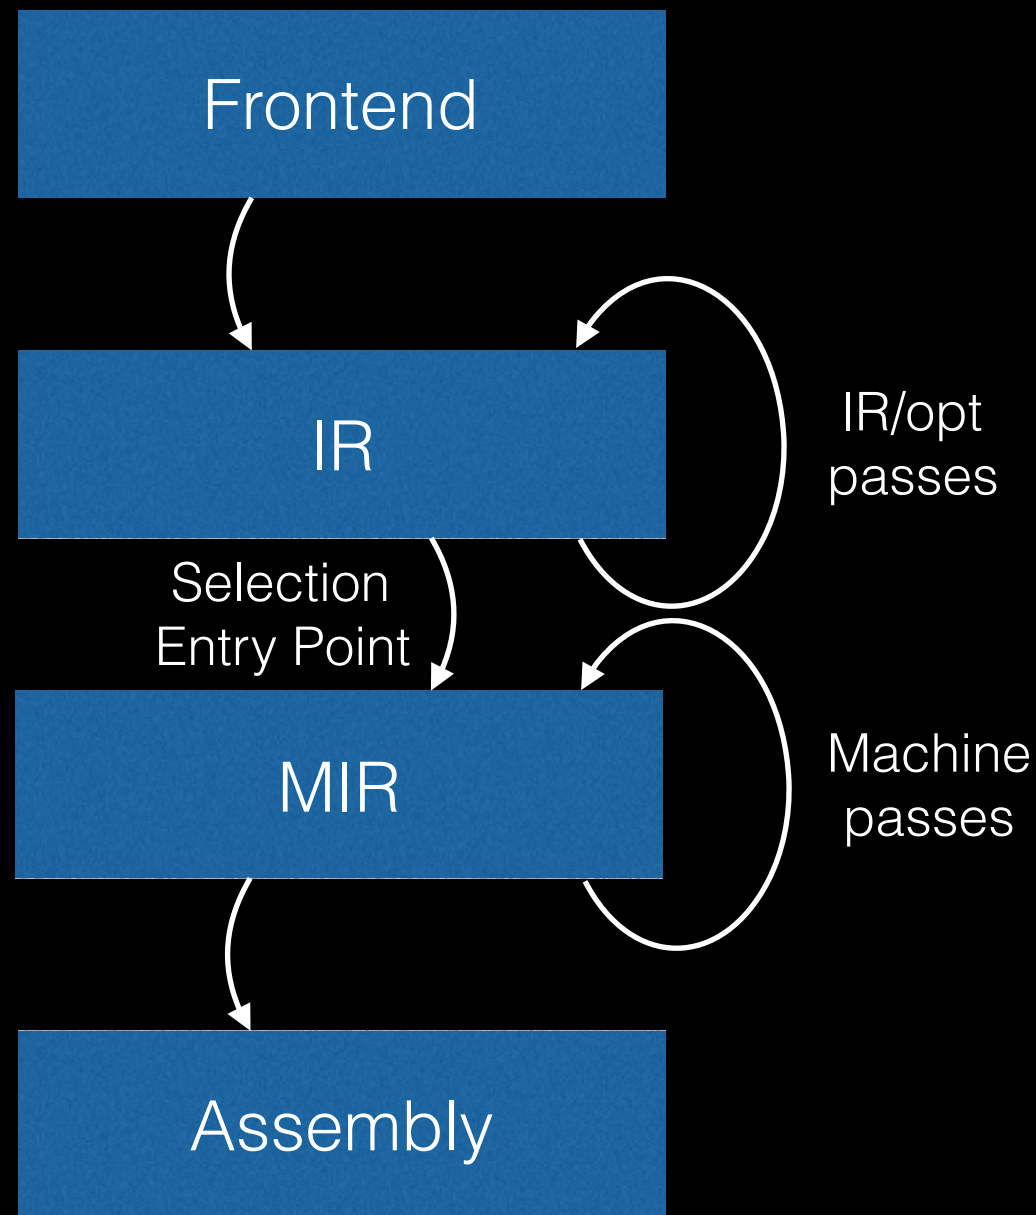 Frontend
IR
IR/opt
passes
Selection
Entry Point
MIR
Machine
passes
Assembly